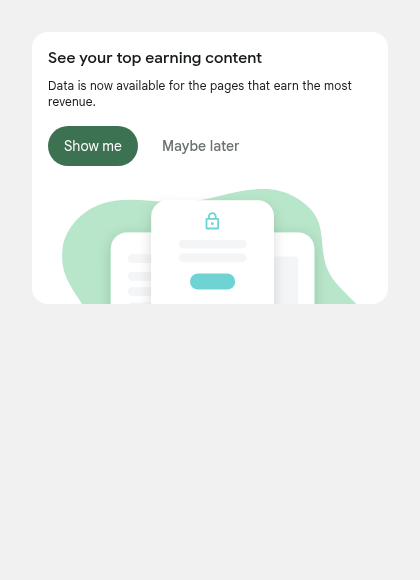 See your top earning content
Data is now available for the pages that earn the most
revenue.
Show me
Maybe later